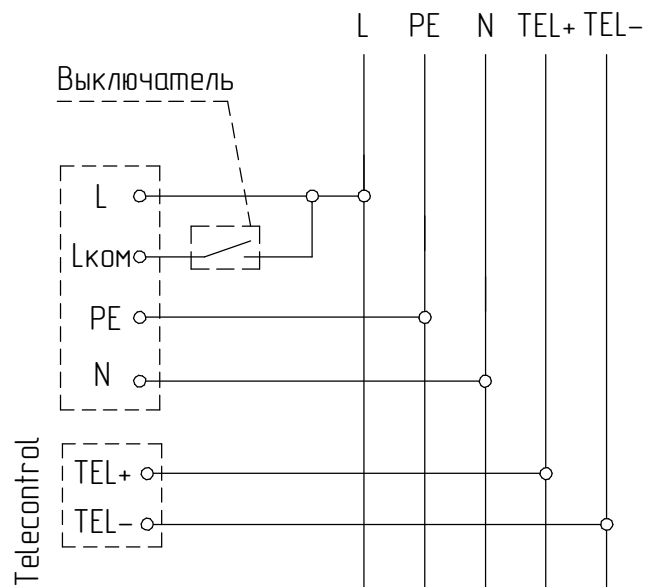 L PE N TEL+ TEL-
Выключатель
L
Lком
PE
N
Telecontrol
TEL+
TEL-